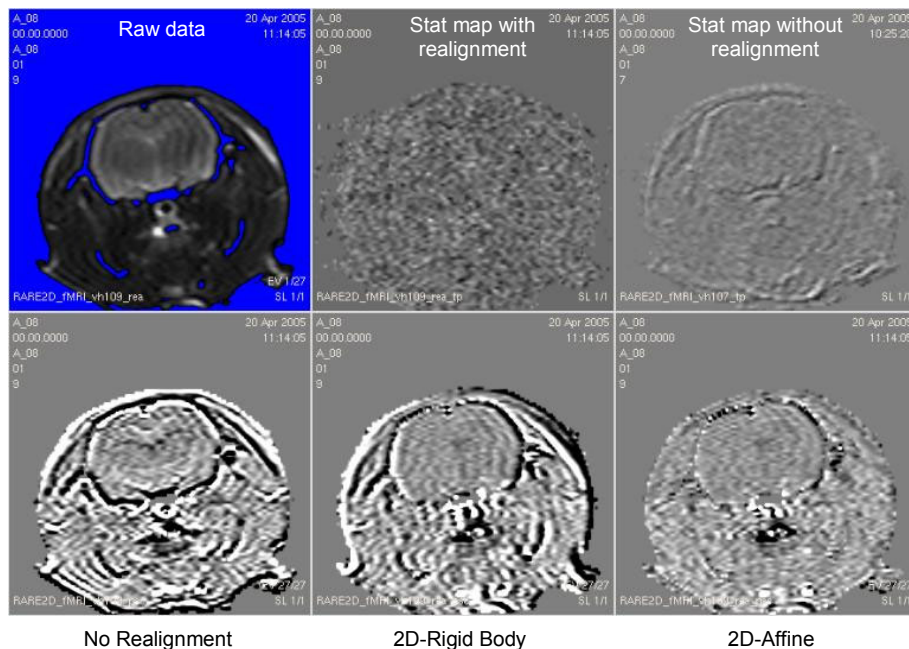 A_08
00.00.0000
A_08
01
9
Raw data
20 Apr 2005
11:14:05
EV 1/27
RARE2D_fMRI_vh109_rea
SL 1/1
A_08
00.00.0000
A_08
01
9
Stat map with
realignment
20 Apr 2005
11:14:05
RARE2D_fMRI_vh109_rea_tp
SL 1/1
A_08
00.00.0000
A_08
01
7
Stat map without
realignment
20 Apr 2005
10:25:20
RARE2D_fMRI_vh107_tp
SL 1/1
A_08
00.00.0000
A_08
01
9
20 Apr 2005
11:14:05
27/27
SL 1/1
A_08
00.00.0000
A_08
01
9
20 Apr 2005
11:14:05
EV 27/27
SL 1/1
A_08
00.00.0000
A_08
01
9
20 Apr 2005
11:14:05
EV 27/27
SL 1/1
No Realignment
2D-Rigid Body
2D-Affine